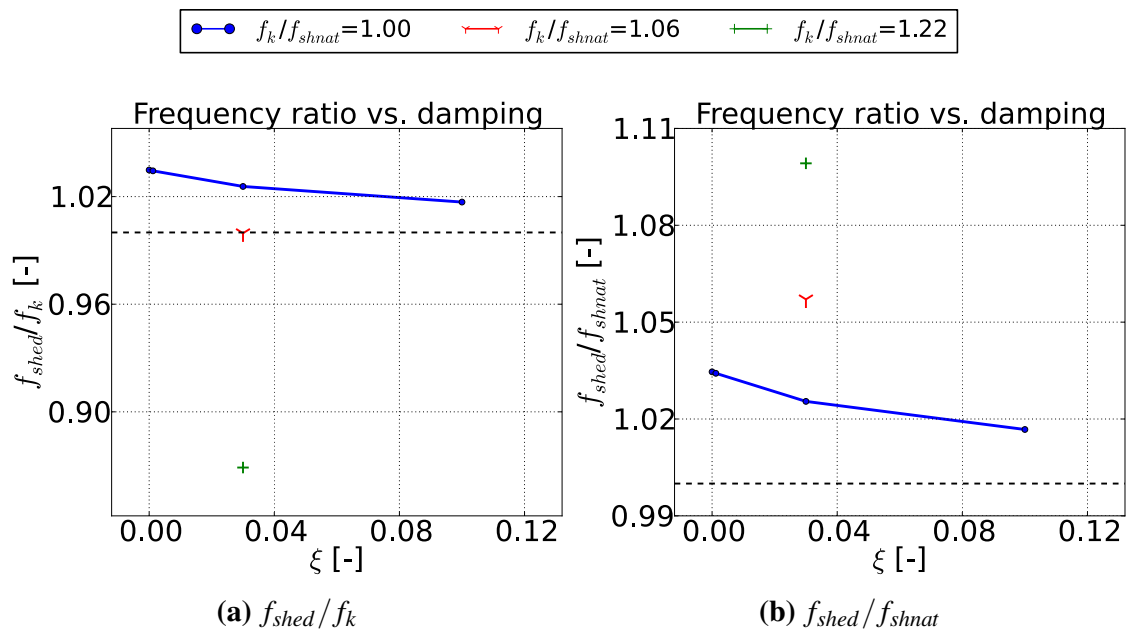 f_k/f_shnat=1.00 f_k/f_shnat=1.06 f_k/f_shnat=1.22
Frequency ratio vs. damping
1.02
0.96
0.90
f_shed/f_k [-]
0.00 0.04 0.08 0.12
ξ [-]
(a) f_shed/f_k
Frequency ratio vs. damping
1.11
1.08
1.05
1.02
0.99
f_shed/f_shnat [-]
0.00 0.04 0.08 0.12
ξ [-]
(b) f_shed/f_shnat